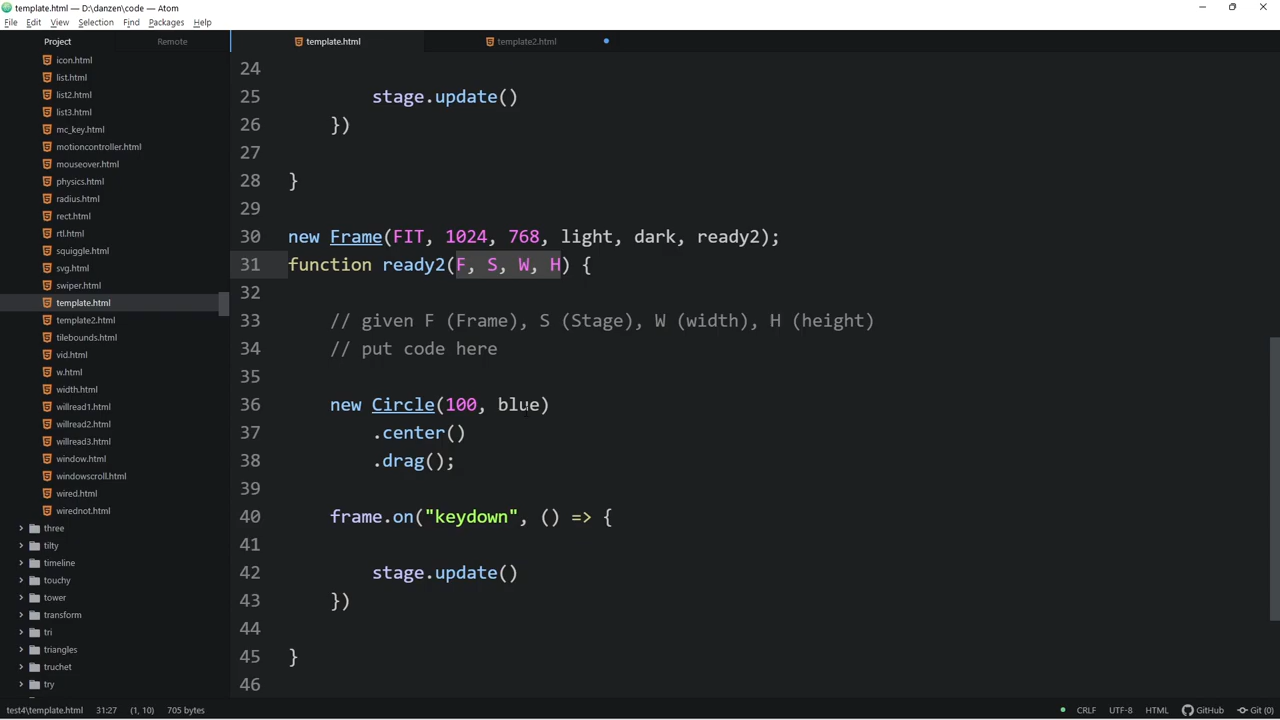 template.html — D:\danzen\code — Atom
File Edit View Selection Find Packages Help
Project Remote
template.html template2.html
icon.html
list.html
list2.html
list3.html
mc_key.html
motioncontroller.html
mouseover.html
physics.html
radius.html
rect.html
rtl.html
squiggle.html
svg.html
swiper.html
template.html
template2.html
tilebounds.html
vid.html
w.html
width.html
willread1.html
willread2.html
willread3.html
window.html
windowscroll.html
wired.html
wirednot.html
three
tilty
timeline
touchy
tower
transform
tri
triangles
truchet
try
24
25 stage.update()
26 })
27
28 }
29
30 new Frame(FIT, 1024, 768, light, dark, ready2);
31 function ready2(F, S, W, H) {
32
33 // given F (Frame), S (Stage), W (width), H (height)
34 // put code here
35
36 new Circle(100, blue)
37 .center()
38 .drag();
39
40 frame.on("keydown", () => {
41
42 stage.update()
43 })
44
45 }
46
test4\template.html 31:27 (1, 10) 705 bytes CRLF UTF-8 HTML GitHub Git (0)